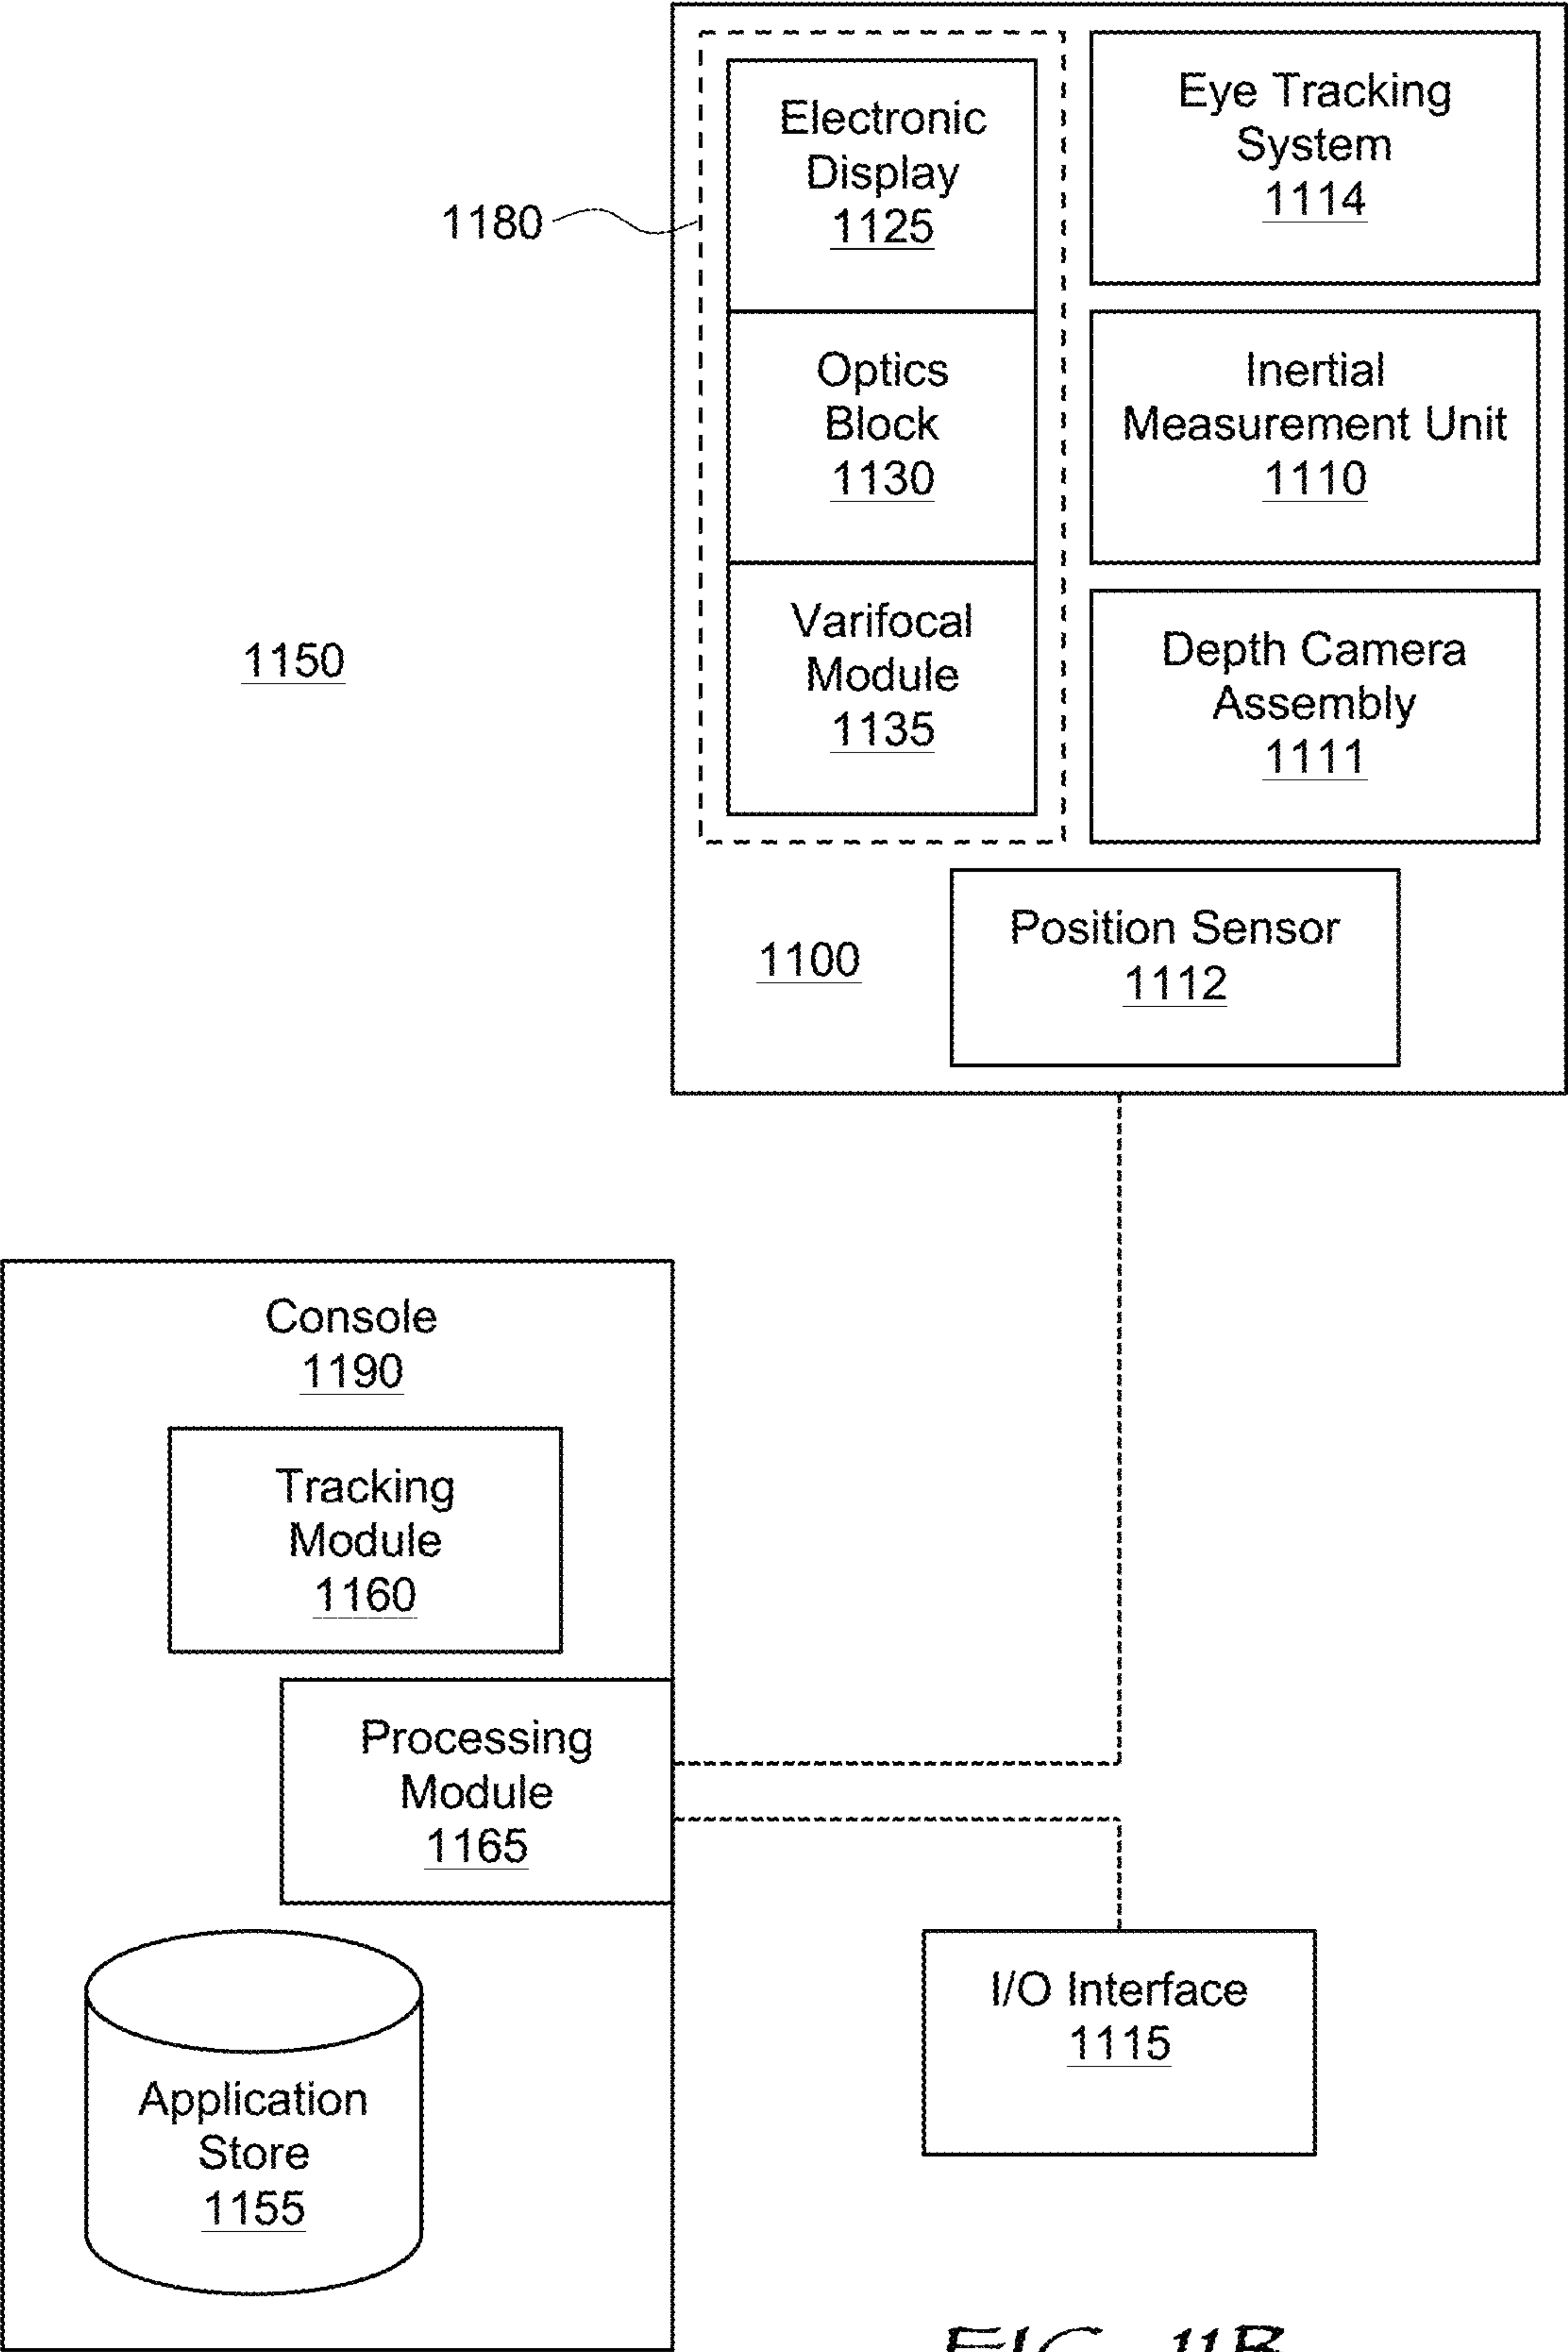 Electronic
Display
1125
Eye Tracking
System
1114
1180
Optics
Block
1130
Inertial
Measurement Unit
1110
Varifocal
Module
1135
Depth Camera
Assembly
1111
1150
Position Sensor
1112
1100
Console
1190
Tracking
Module
1160
Processing
Module
1165
I/O Interface
1115
Application
Store
1155
FIG. 11B